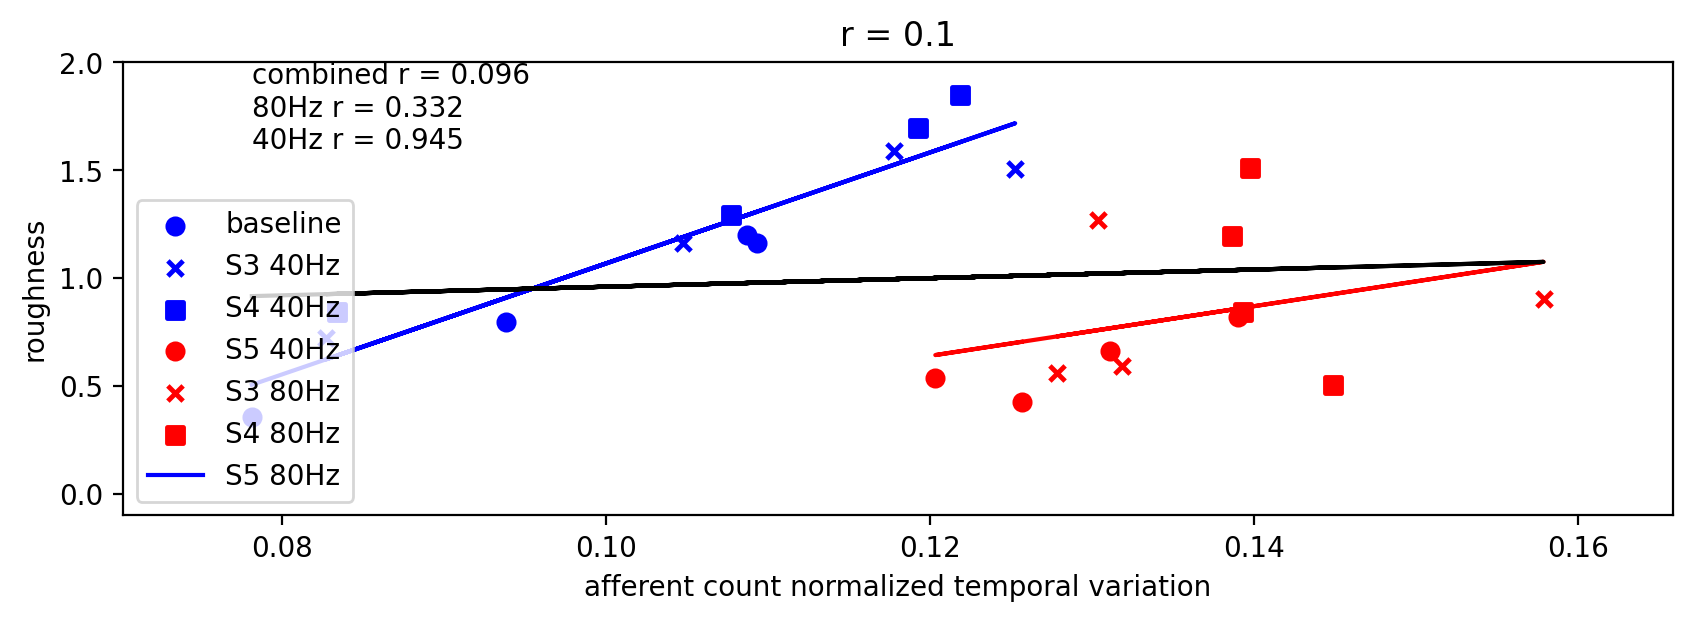 r = 0.1
combined r = 0.096
80Hz r = 0.332
40Hz r = 0.945
2.0
1.5
1.0
0.5
0.0
roughness
baseline
S3 40Hz
S4 40Hz
S5 40Hz
S3 80Hz
S4 80Hz
S5 80Hz
0.08 0.10 0.12 0.14 0.16
afferent count normalized temporal variation